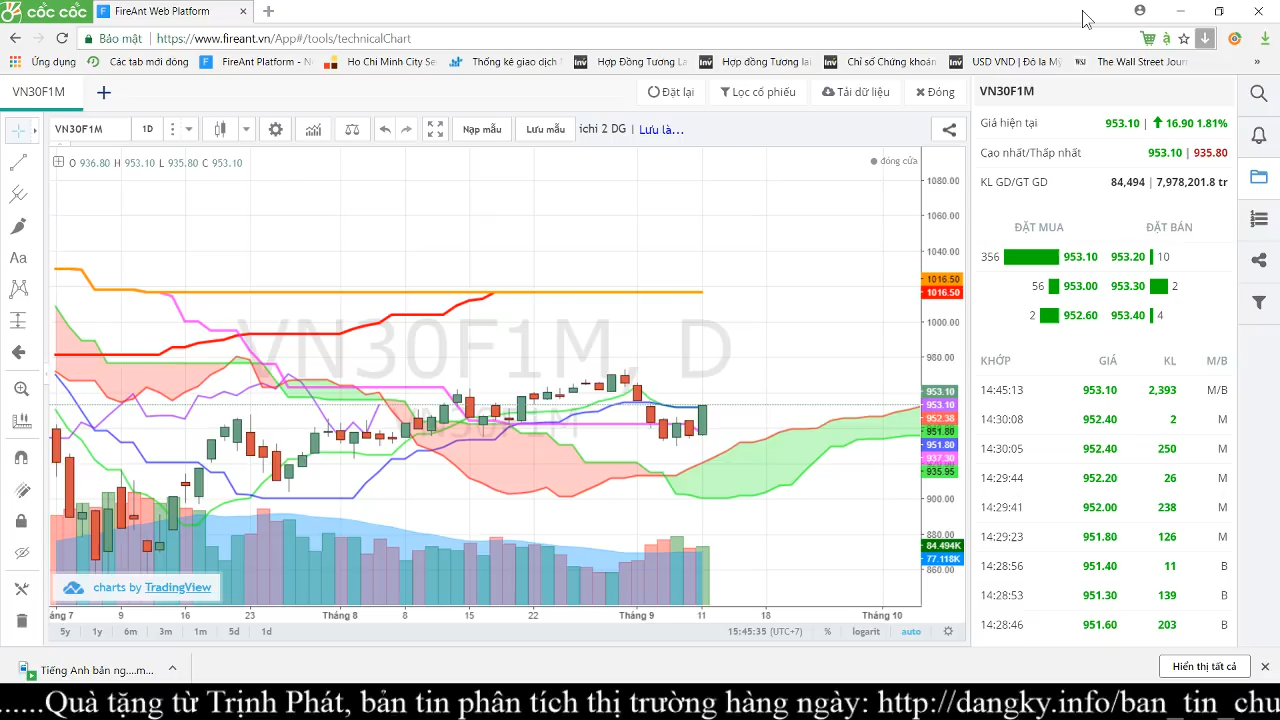 cốc cốc
FireAnt Web Platform
Bảo mật
https://www.fireant.vn/App#/tools/technicalChart
Ứng dụng
Các tab mới đóng
FireAnt Platform - N
Ho Chi Minh City Se
Thống kê giao dịch
Hợp Đồng Tương La
Hợp đồng Tương lai
Chỉ số Chứng khoán
USD VND | Đô la Mỹ
The Wall Street Jour
VN30F1M
Đặt lại
Lọc cổ phiếu
Tải dữ liệu
Đóng
VN30F1M
1D
Nạp mẫu
Lưu mẫu
ichi 2 DG
Lưu là...
O 936.80 H 953.10 L 935.80 C 953.10
đóng cửa
VN30F1M, D
1080.00
1060.00
1040.00
1016.50
1016.50
1000.00
980.00
953.10
953.10
952.38
951.80
951.80
937.30
935.95
900.00
880.00
84.494K
77.118K
860.00
charts by TradingView
áng 7
9
16
23
Tháng 8
8
15
22
Tháng 9
11
18
Tháng 10
5y 1y 6m 3m 1m 5d 1d
15:45:35 (UTC+7)
% logarit auto
VN30F1M
Giá hiện tại 953.10 | 16.90 1.81%
Cao nhất/Thấp nhất 953.10 | 935.80
KL GD/GT GD 84,494 | 7,978,201.8 tr
ĐẶT MUA ĐẶT BÁN
356 953.10 953.20 10
56 953.00 953.30 2
2 952.60 953.40 4
KHỚP GIÁ KL M/B
14:45:13 953.10 2,393 M/B
14:30:08 952.40 2 M
14:30:05 952.40 250 M
14:29:44 952.20 26 M
14:29:41 952.00 238 M
14:29:23 951.80 126 M
14:28:56 951.40 11 B
14:28:53 951.30 139 B
14:28:46 951.60 203 B
Tiếng Anh bản ng....m...
Hiển thị tất cả
......Quà tặng từ Trịnh Phát, bản tin phân tích thị trường hàng ngày: http://dangky.info/ban_tin_chu